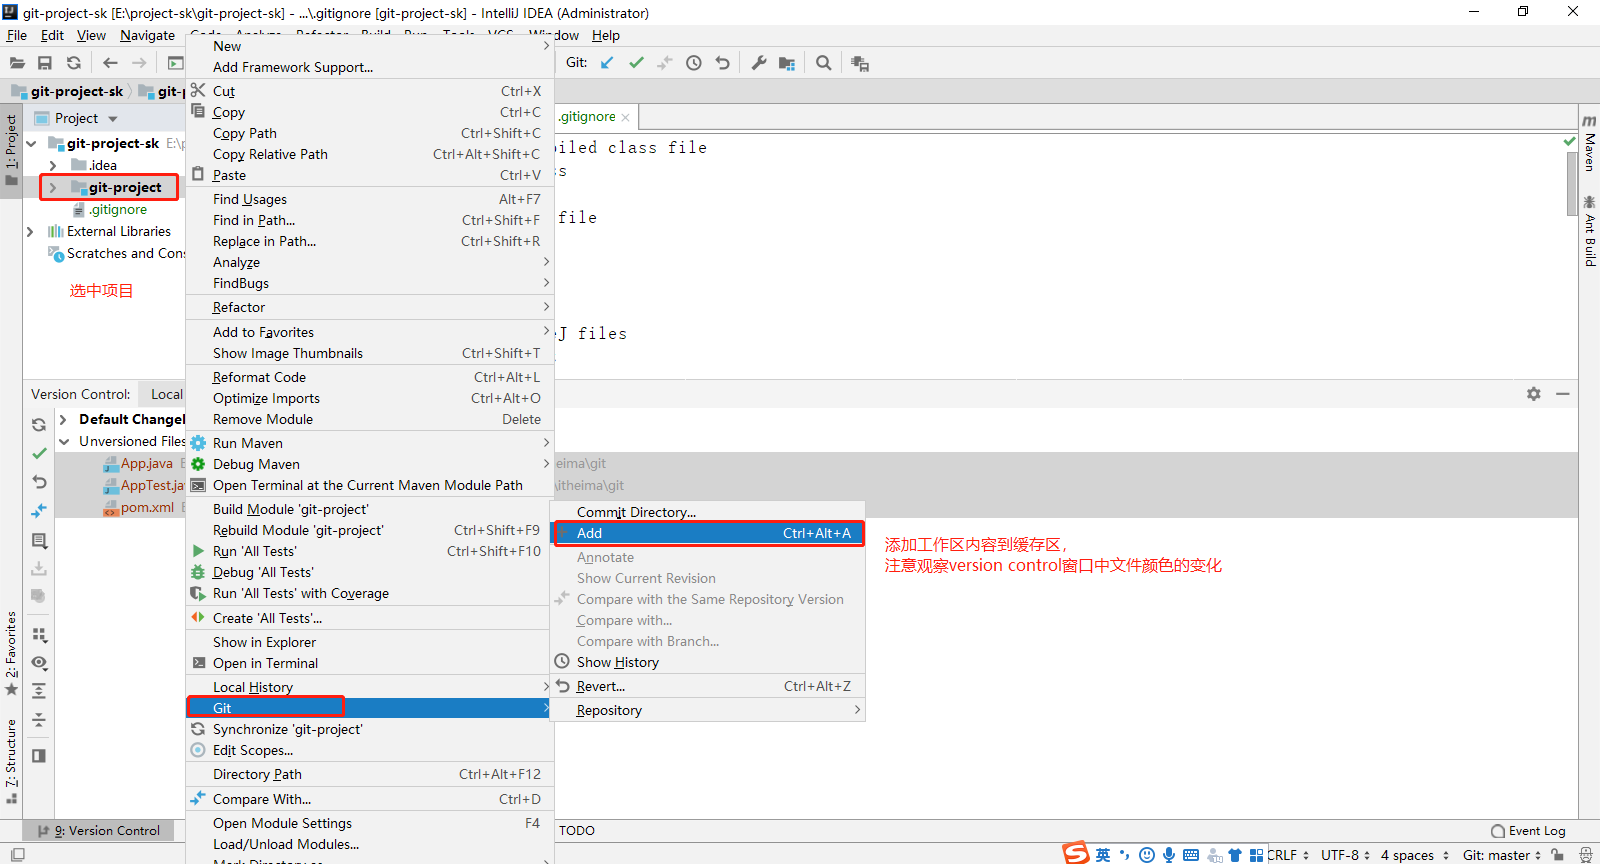 git-project-sk [E:\project-sk\git-project-sk] - ...\.gitignore [git-project-sk] - IntelliJ IDEA (Administrator)
File Edit View Navigate Code Analyze Refactor Build Run Tools VCS Window Help
Git:
git-project-sk
Project
1: Project
git-project-sk
.idea
git-project
.gitignore
External Libraries
Scratches and Cons
选中项目
New
Add Framework Support...
Cut Ctrl+X
Copy Ctrl+C
Copy Path Ctrl+Shift+C
Copy Relative Path Ctrl+Alt+Shift+C
Paste Ctrl+V
Find Usages Alt+F7
Find in Path... Ctrl+Shift+F
Replace in Path... Ctrl+Shift+R
Analyze
FindBugs
Refactor
Add to Favorites
Show Image Thumbnails Ctrl+Shift+T
Reformat Code Ctrl+Alt+L
Optimize Imports Ctrl+Alt+O
Remove Module Delete
Run Maven
Debug Maven
Open Terminal at the Current Maven Module Path
Build Module 'git-project'
Rebuild Module 'git-project' Ctrl+Shift+F9
Run 'All Tests' Ctrl+Shift+F10
Debug 'All Tests'
Run 'All Tests' with Coverage
Create 'All Tests'...
Show in Explorer
Open in Terminal
Local History
Git
Synchronize 'git-project'
Edit Scopes...
Directory Path Ctrl+Alt+F12
Compare With... Ctrl+D
Open Module Settings F4
Load/Unload Modules...
.gitignore
iled class file
file
J files
Maven
Ant Build
Version Control: Local
Default Changel
Unversioned Files
App.java
eima\git
AppTest.ja
itheima\git
pom.xml
Commit Directory...
Add Ctrl+Alt+A
Annotate
Show Current Revision
Compare with the Same Repository Version
Compare with...
Compare with Branch...
Show History
Revert... Ctrl+Alt+Z
Repository
添加工作区内容到缓存区，
注意观察version control窗口中文件颜色的变化
2: Favorites
7: Structure
9: Version Control
TODO
Event Log
英
CRLF UTF-8 4 spaces Git: master